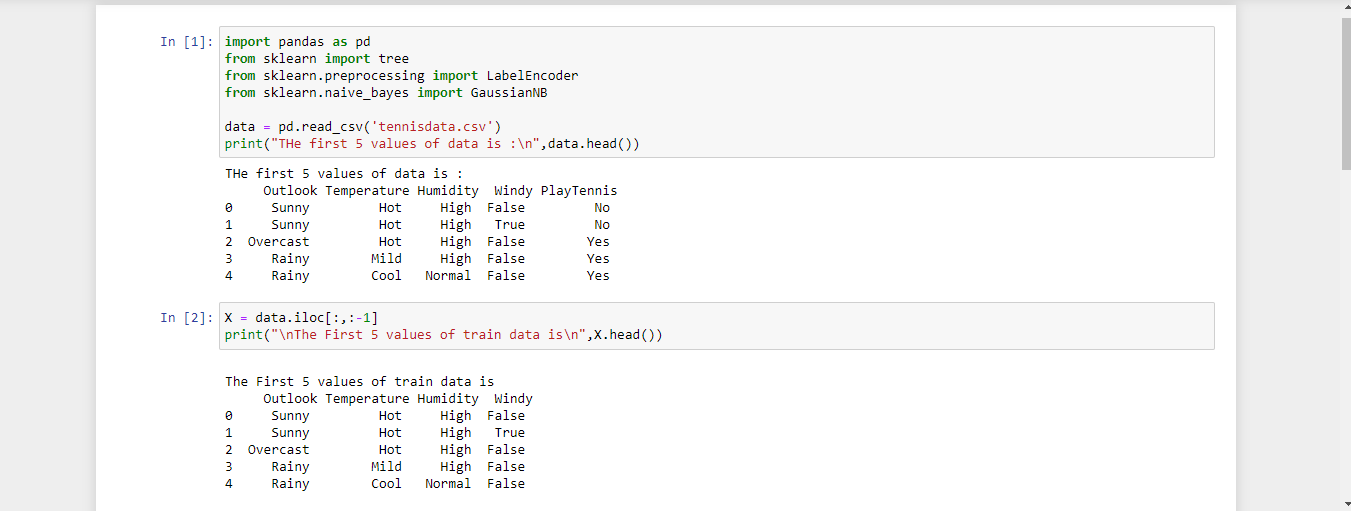 In [1]: import pandas as pd
from sklearn import tree
from sklearn.preprocessing import LabelEncoder
from sklearn.naive_bayes import GaussianNB
data = pd.read_csv('tennisdata.csv')
print("THe first 5 values of data is :\n",data.head())
THe first 5 values of data is :
Outlook Temperature Humidity Windy PlayTennis
0 Sunny Hot High False No
1 Sunny Hot High True No
2 Overcast Hot High False Yes
3 Rainy Mild High False Yes
4 Rainy Cool Normal False Yes
In [2]: X = data.iloc[:,:-1]
print("\nThe First 5 values of train data is\n",X.head())
The First 5 values of train data is
Outlook Temperature Humidity Windy
0 Sunny Hot High False
1 Sunny Hot High True
2 Overcast Hot High False
3 Rainy Mild High False
4 Rainy Cool Normal False